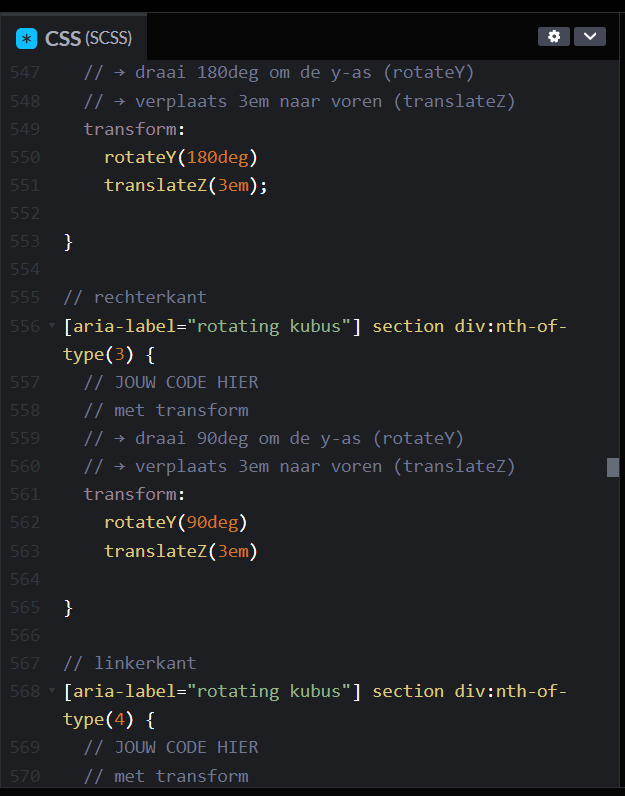 * CSS (SCSS)
547 // → draai 180deg om de y-as (rotateY)
548 // → verplaats 3em naar voren (translateZ)
549 transform:
550 rotateY(180deg)
551 translateZ(3em);
552
553 }
554
555 // rechterkant
556 [aria-label="rotating kubus"] section div:nth-of-
type(3) {
557 // JOUW CODE HIER
558 // met transform
559 // → draai 90deg om de y-as (rotateY)
560 // → verplaats 3em naar voren (translateZ)
561 transform:
562 rotateY(90deg)
563 translateZ(3em)
564
565 }
566
567 // linkerkant
568 [aria-label="rotating kubus"] section div:nth-of-
type(4) {
569 // JOUW CODE HIER
570 // met transform